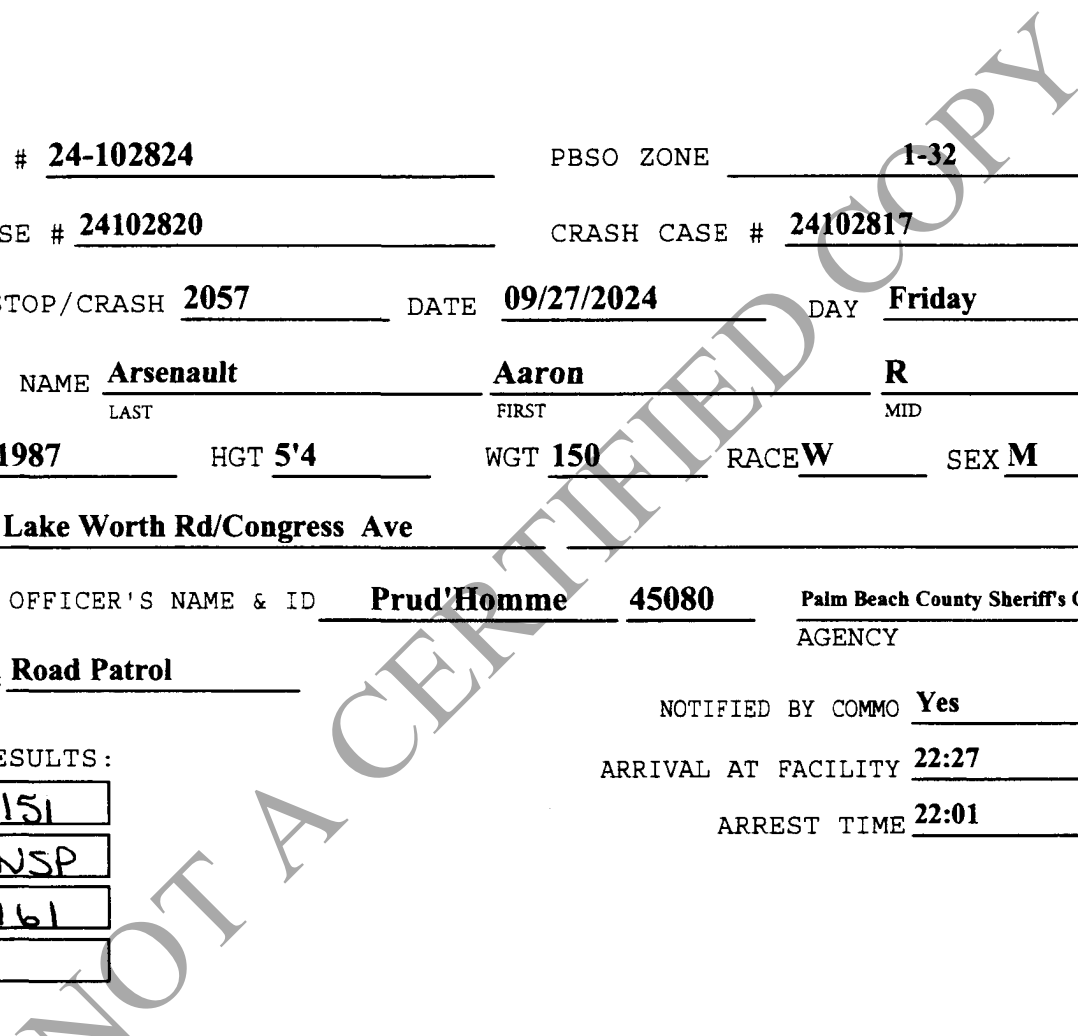 # 24-102824 PBSO ZONE 1-32
SE # 24102820 CRASH CASE # 24102817
STOP/CRASH 2057 DATE 09/27/2024 DAY Friday
NAME Arsenault Aaron R
LAST FIRST MID
1987 HGT 5'4 WGT 150 RACE W SEX M
Lake Worth Rd/Congress Ave
OFFICER'S NAME & ID Prud'Homme 45080 Palm Beach County Sheriff's
AGENCY
Road Patrol
NOTIFIED BY COMMO Yes
ESULTS:
ARRIVAL AT FACILITY 22:27
151
ARREST TIME 22:01
NSP
161
NOT A CERTIFIED COPY